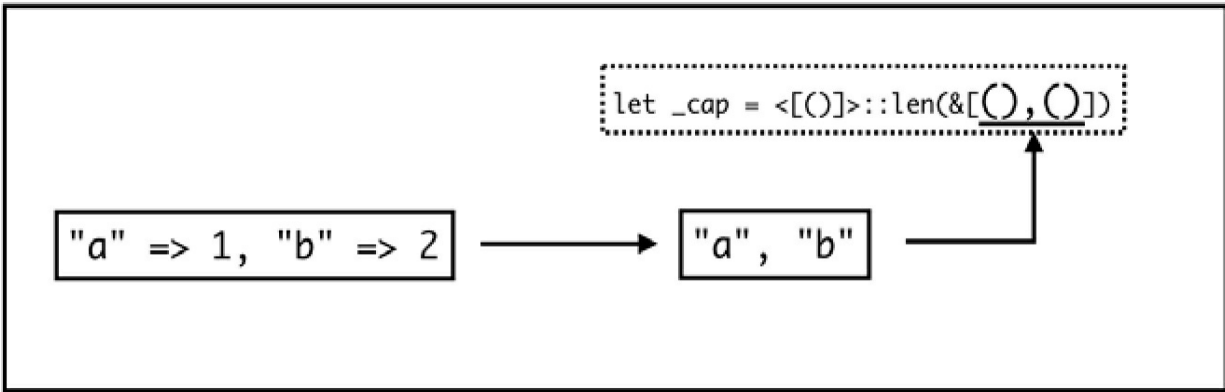 let _cap = <[()]>::len(&[(),()])
"a" => 1, "b" => 2
"a", "b"